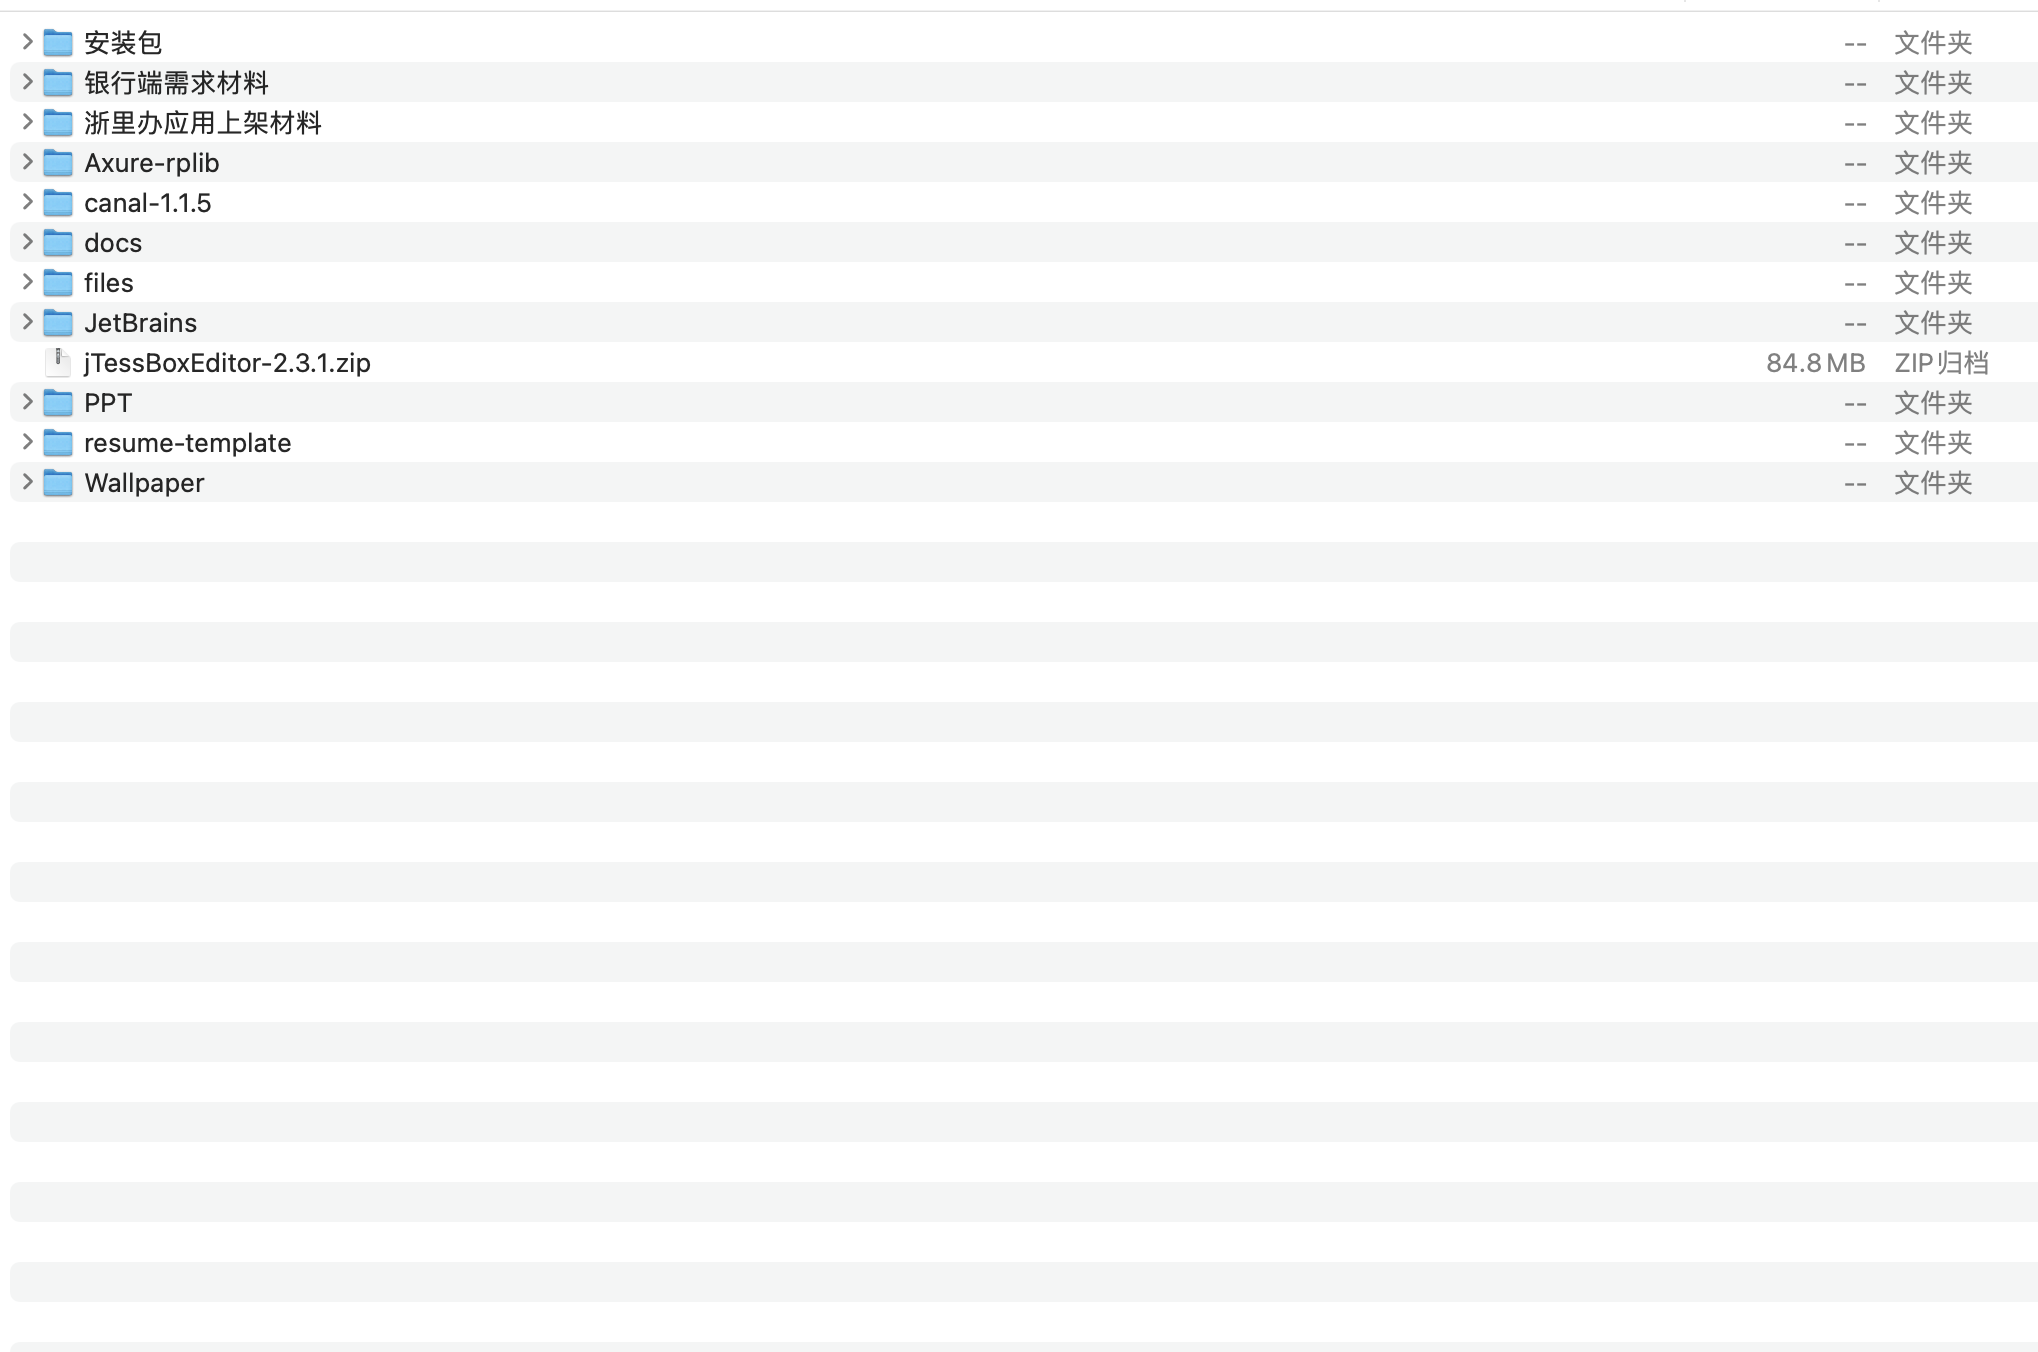 安装包 -- 文件夹
银行端需求材料 -- 文件夹
浙里办应用上架材料 -- 文件夹
Axure-rplib -- 文件夹
canal-1.1.5 -- 文件夹
docs -- 文件夹
files -- 文件夹
JetBrains -- 文件夹
jTessBoxEditor-2.3.1.zip 84.8 MB ZIP归档
PPT -- 文件夹
resume-template -- 文件夹
Wallpaper -- 文件夹